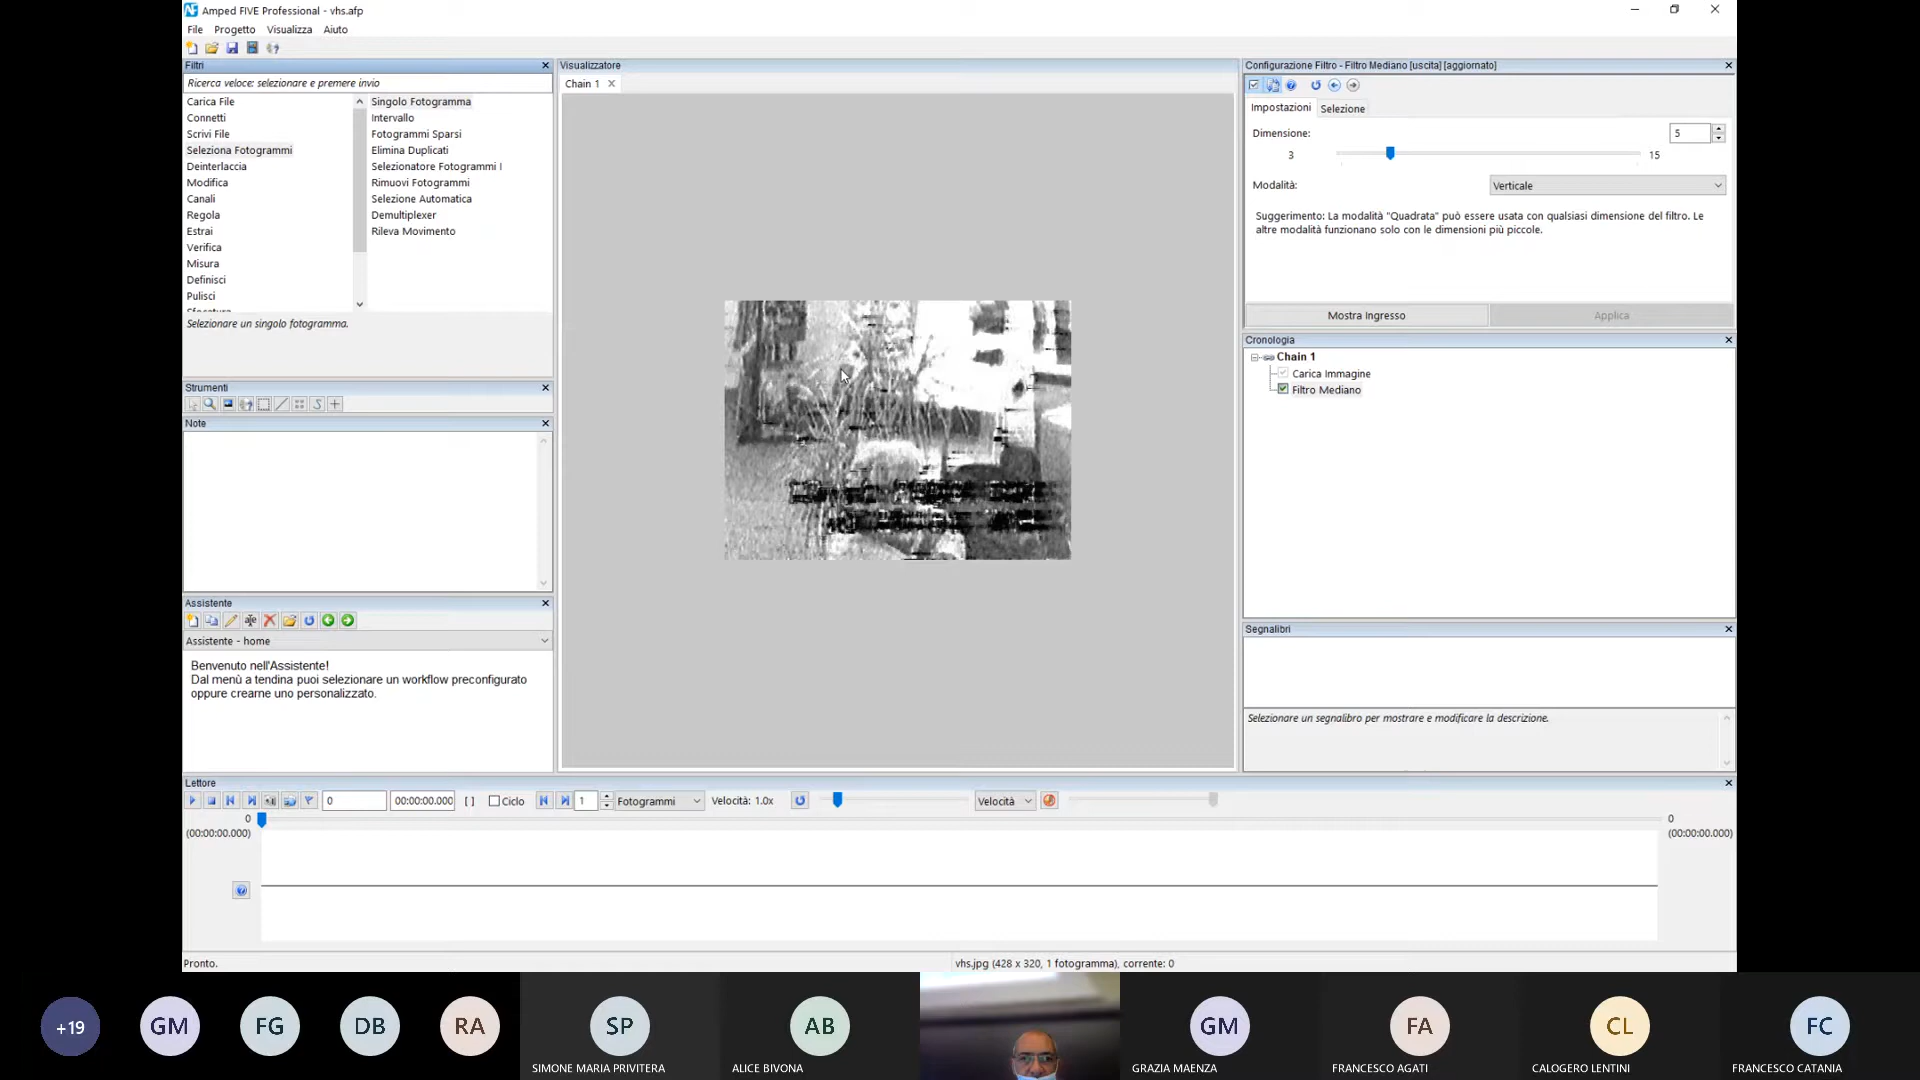 Amped FIVE Professional - vhs.afp
File Progetto Visualizza Aiuto
Filtri
Ricerca veloce: selezionare e premere invio
Carica File
Connetti
Scrivi File
Seleziona Fotogrammi
Deinterlaccia
Modifica
Canali
Regola
Estrai
Verifica
Misura
Definisci
Pulisci
Singolo Fotogramma
Intervallo
Fotogrammi Sparsi
Elimina Duplicati
Selezionatore Fotogrammi I
Rimuovi Fotogrammi
Selezione Automatica
Demultiplexer
Rileva Movimento
Selezionare un singolo fotogramma.
Strumenti
Note
Assistente
Assistente - home
Benvenuto nell'Assistente!
Dal menù a tendina puoi selezionare un workflow preconfigurato
oppure crearne uno personalizzato.
Visualizzatore
Chain 1
Configurazione Filtro - Filtro Mediano [uscita] [aggiornato]
Impostazioni Selezione
Dimensione: 5
3 15
Modalità: Verticale
Suggerimento: La modalità "Quadrata" può essere usata con qualsiasi dimensione del filtro. Le
altre modalità funzionano solo con le dimensioni più piccole.
Mostra Ingresso Applica
Cronologia
Chain 1
Carica Immagine
Filtro Mediano
Segnalibri
Selezionare un segnalibro per mostrare e modificare la descrizione.
Lettore
0 00:00:00.000 [ ] Ciclo 1 Fotogrammi Velocità: 1.0x Velocità
0 0
(00:00:00.000) (00:00:00.000)
Pronto. vhs.jpg (428 x 320, 1 fotogramma), corrente: 0
+19 GM FG DB RA SP AB GM FA CL FC
SIMONE MARIA PRIVITERA ALICE BIVONA GRAZIA MAENZA FRANCESCO AGATI CALOGERO LENTINI FRANCESCO CATANIA